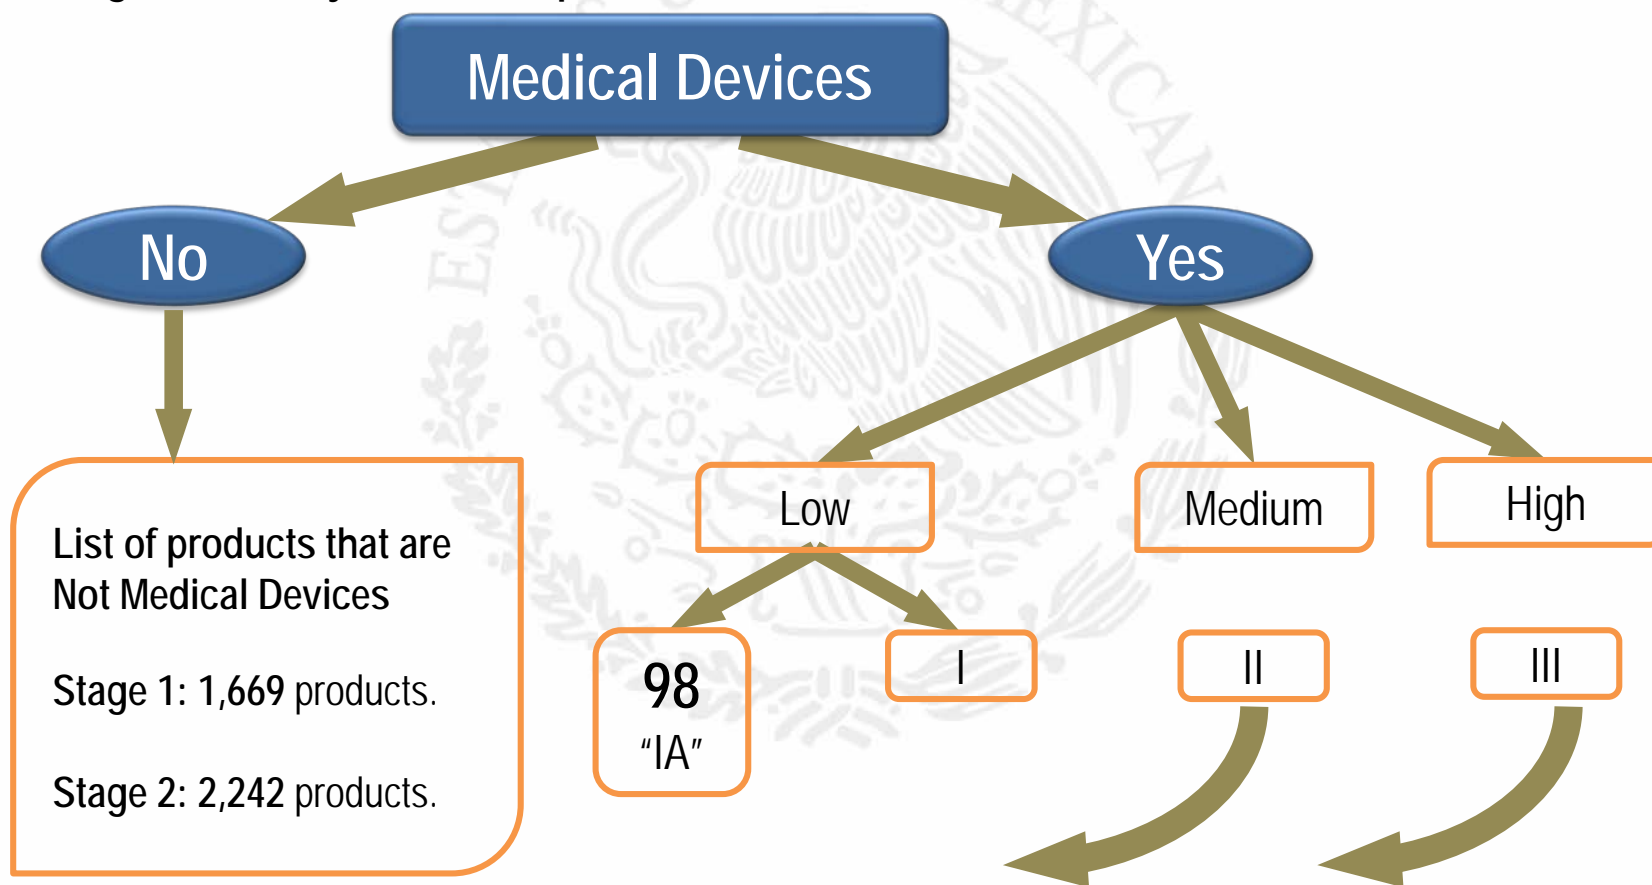 Medical Devices
No
Yes
List of products that are
Not Medical Devices
Stage 1: 1,669 products.
Stage 2: 2,242 products.
Low
Medium
High
98
"IA"
I
II
III